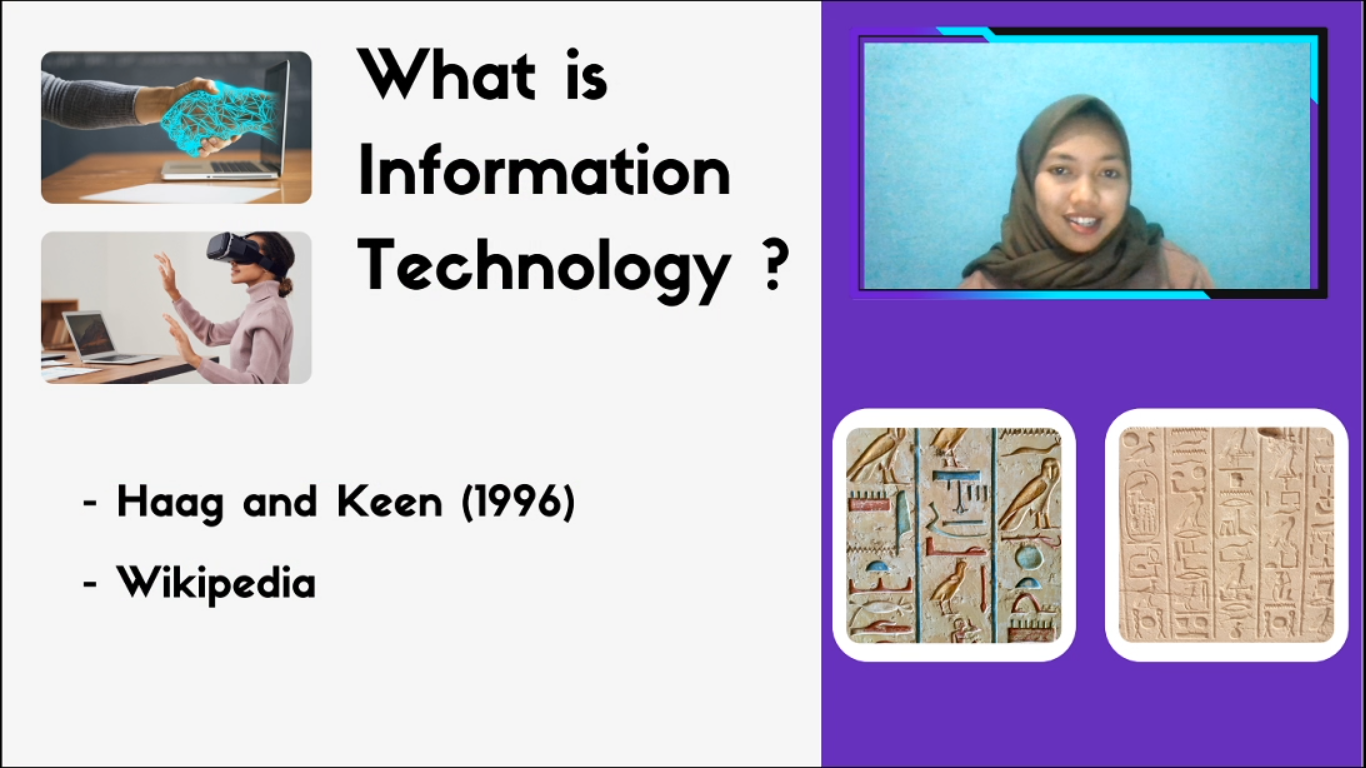 What is
Information
Technology ?
- Haag and Keen (1996)
- Wikipedia